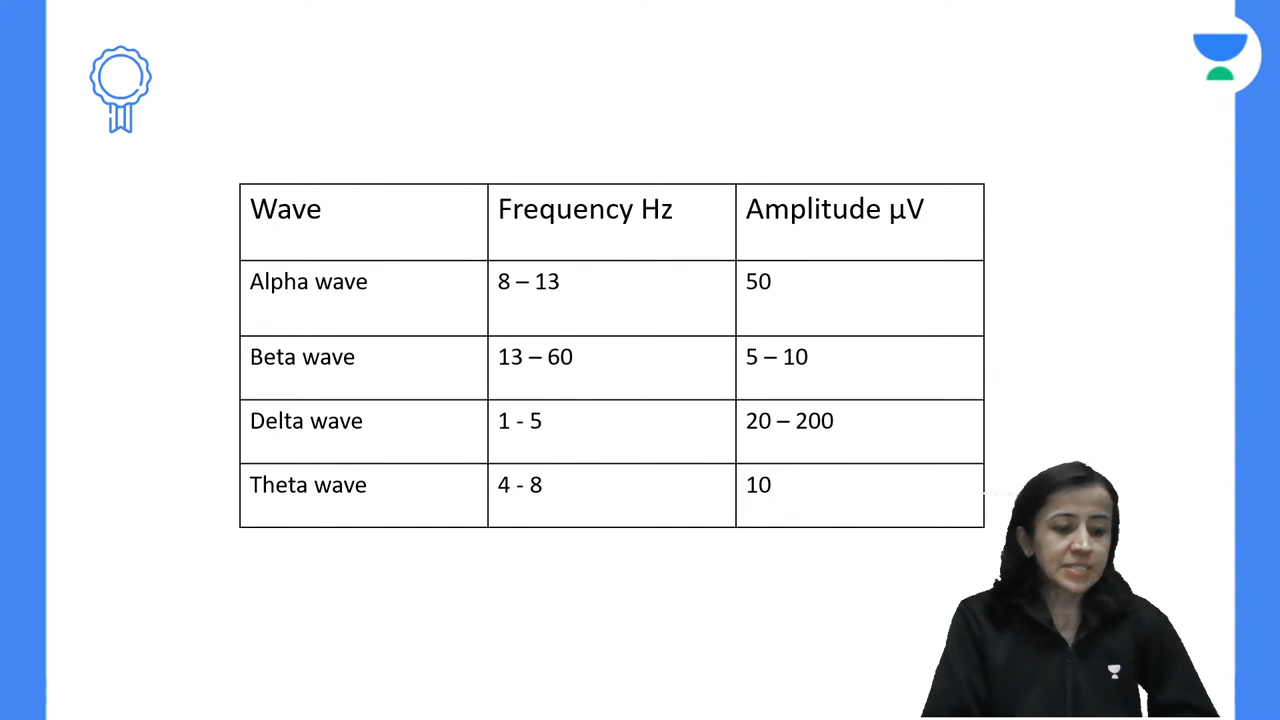 Wave Frequency Hz Amplitude µV
Alpha wave 8 – 13 50
Beta wave 13 – 60 5 – 10
Delta wave 1 - 5 20 – 200
Theta wave 4 - 8 10